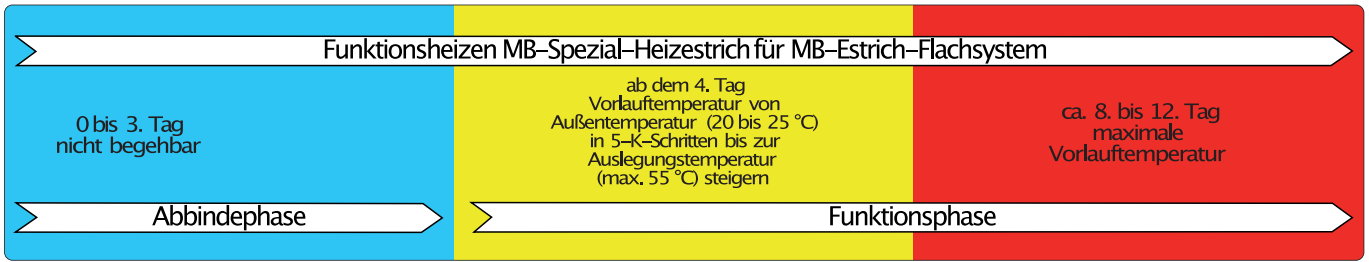 Funktionsheizen MB–Spezial–Heizestrich für MB–Estrich–Flachsystem
0 bis 3. Tag
nicht begehbar
ab dem 4. Tag
Vorlauftemperatur von
Außentemperatur (20 bis 25 °C)
in 5–K–Schritten bis zur
Auslegungstemperatur
(max. 55 °C) steigern
ca. 8. bis 12. Tag
maximale
Vorlauftemperatur
Abbindephase
Funktionsphase